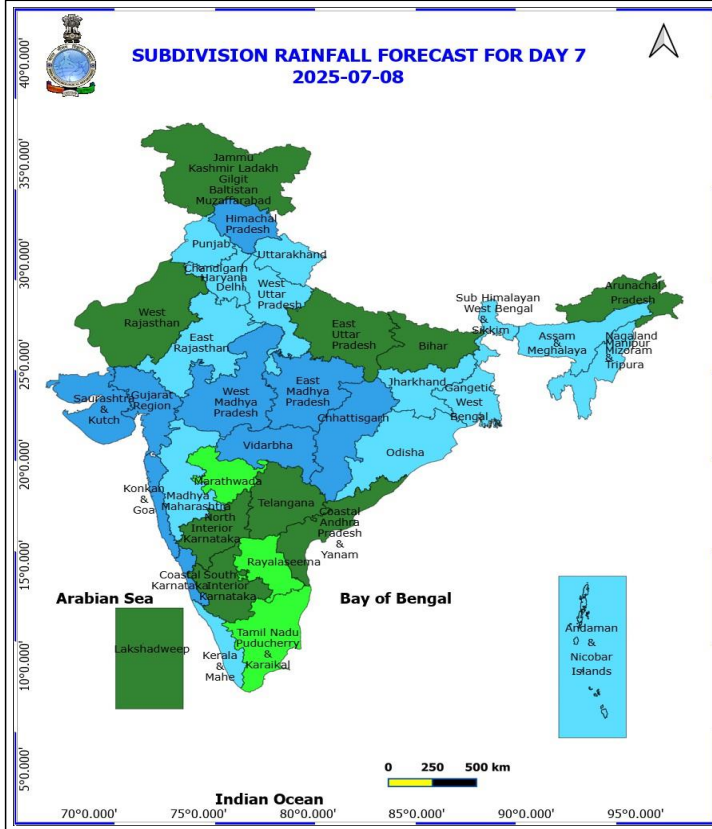 SUBDIVISION RAINFALL FORECAST FOR DAY 7
2025-07-08
40°0.000'
35°0.000'
30°0.000'
25°0.000'
20°0.000'
15°0.000'
10°0.000'
5°0.000'
Jammu
Kashmir Ladakh
Gilgit
Baltistan
Muzaffarabad
Himachal
Pradesh
Punjab
Uttarakhand
Chandigarh
Haryana
Delhi
West
Uttar
Pradesh
West
Rajasthan
East
Rajasthan
East
Uttar
Pradesh
Bihar
Sub Himalayan
West Bengal
&
Sikkim
Arunachal
Pradesh
Assam
&
Meghalaya
Nagaland
Manipur
Mizoram
&
Tripura
Saurashtra
&
Kutch
Gujarat
Region
West
Madhya
Pradesh
East
Madhya
Pradesh
Jharkhand
Gangetic
West
Bengal
Chhattisgarh
Odisha
Vidarbha
Konkan
&
Goa
Madhya
Maharashtra
Marathwada
Telangana
North
Interior
Karnataka
Coastal
Andhra
Pradesh
&
Yanam
Rayalaseema
Coastal
Karnataka
South
Interior
Karnataka
Arabian Sea
Bay of Bengal
Lakshadweep
Kerala
&
Mahe
Tamil Nadu
Puducherry
&
Karaikal
Andaman
&
Nicobar
Islands
0 250 500 km
Indian Ocean
70°0.000' 75°0.000' 80°0.000' 85°0.000' 90°0.000' 95°0.000'